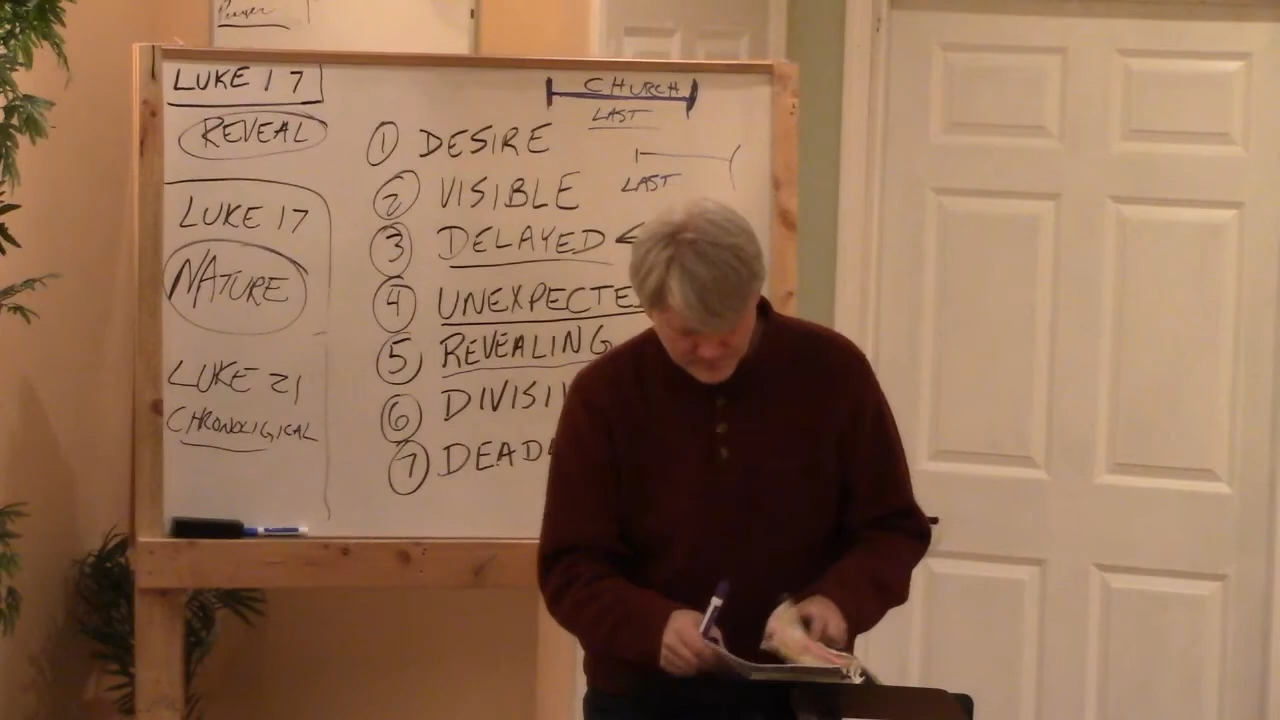 Prayer
LUKE 17
REVEAL
LUKE 17
NATURE
LUKE 21
CHRONOLIGICAL
CHURCH
LAST
LAST
1 DESIRE
2 VISIBLE
3 DELAYED <
4 UNEXPECTE
5 REVEALING
6 DIVISI
7 DEAD